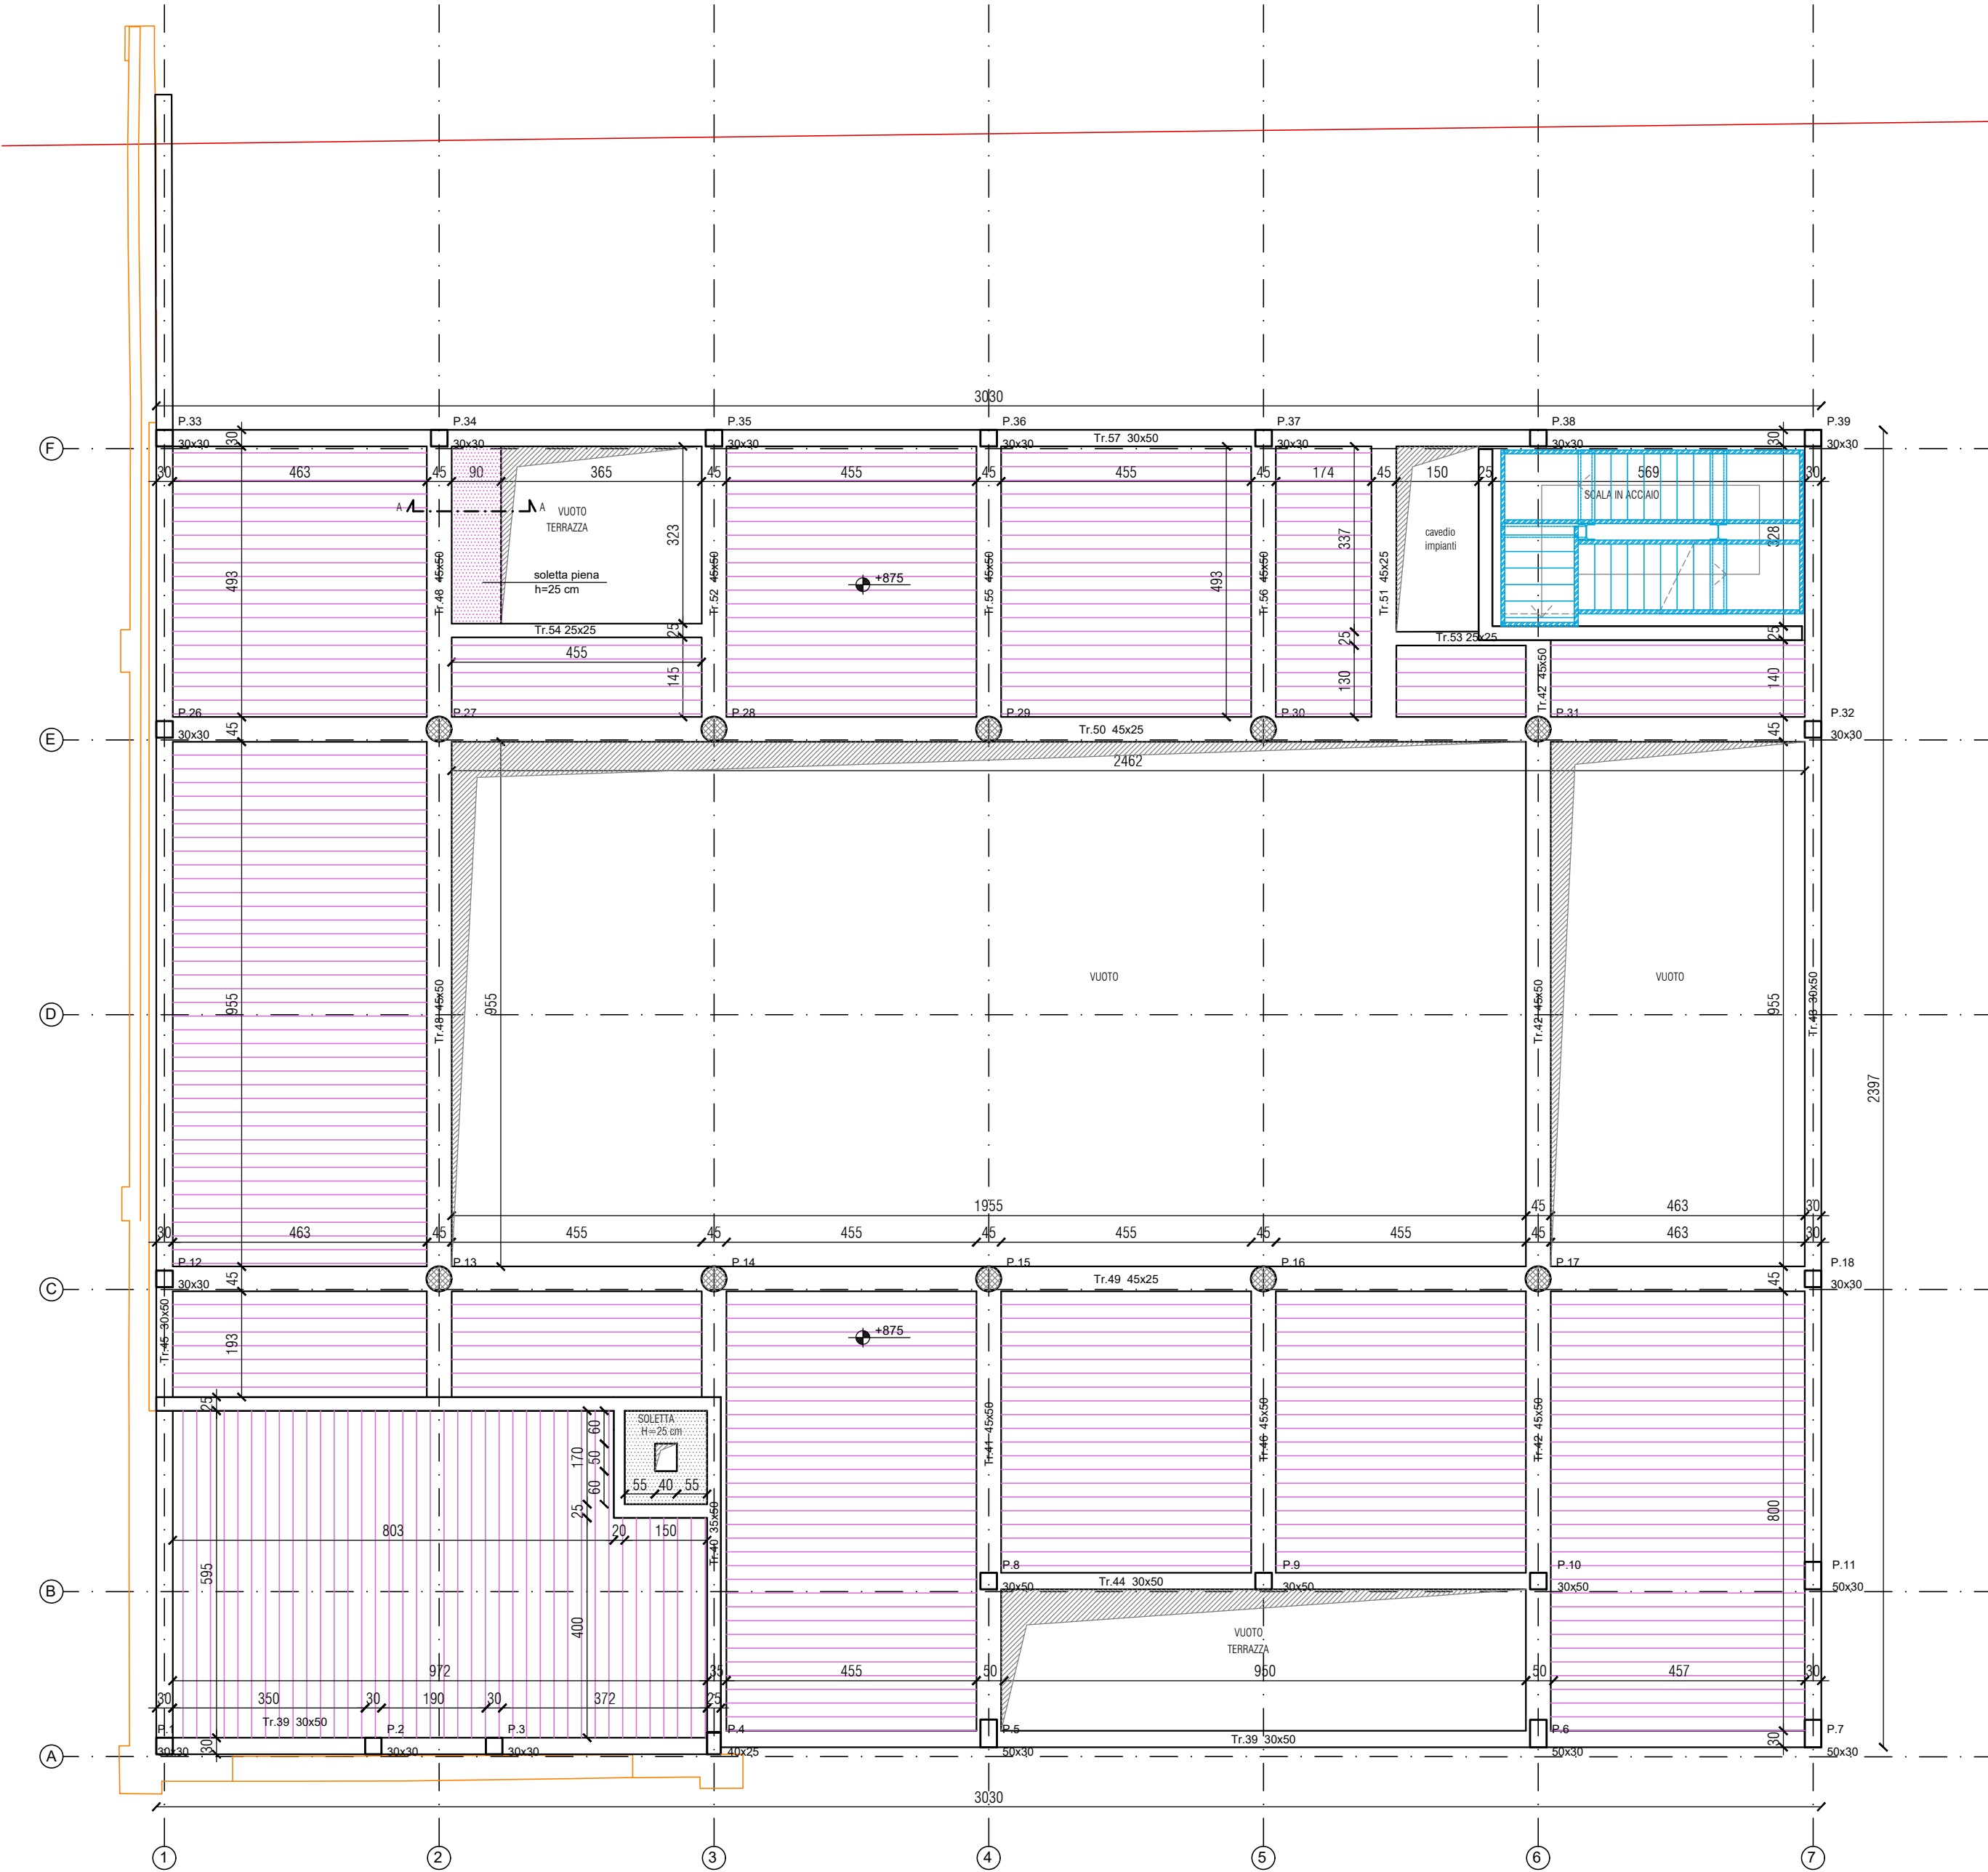 3030
P.33
P.34
P.35
P.36
P.37
P.38
P.39
Tr.57 30x50
F
30x30
30
30x30
30x30
30x30
30x30
30x30
30
30x30
30
463
45
90
365
45
455
45
455
45
174
45
150
25
569
30
SCALA IN ACCIAIO
A
A
VUOTO
TERRAZZA
323
337
cavedio
impianti
328
493
Tr.48 45x50
soletta piena
h=25 cm
Tr.52 45x50
+875
Tr.55 45x50
493
Tr.56 45x50
Tr.51 45x25
Tr.54 25x25
25
25
Tr.53 25x25
25
455
145
130
Tr.42 45x50
140
P.26
P.27
P.28
P.29
P.30
P.31
P.32
E
30x30
45
Tr.50 45x25
45
30x30
2462
VUOTO
VUOTO
D
955
Tr.48 45x50
955
Tr.42 45x50
955
Tr.43 30x50
2397
1955
45
463
30
30
463
45
455
45
455
45
455
45
455
45
463
30
P.12
P.13
P.14
P.15
P.16
P.17
P.18
C
30x30
45
Tr.49 45x25
45
30x30
Tr.45 30x50
193
+875
25
SOLETTA
H=25 cm
60
170
50
60
55
40
55
25
Tr.41 45x50
Tr.46 45x50
Tr.42 45x50
800
803
20
150
Tr.40 35x50
595
P.8
P.9
P.10
P.11
B
Tr.44 30x50
30x50
30x50
30x50
50x30
400
VUOTO
TERRAZZA
972
35
455
50
950
50
457
30
30
350
30
190
30
372
25
Tr.39 30x50
P.1
P.2
P.3
P.4
P.5
P.6
P.7
Tr.39 30x50
A
30x30
30
30x30
30x30
40x25
50x30
50x30
30
50x30
3030
1
2
3
4
5
6
7